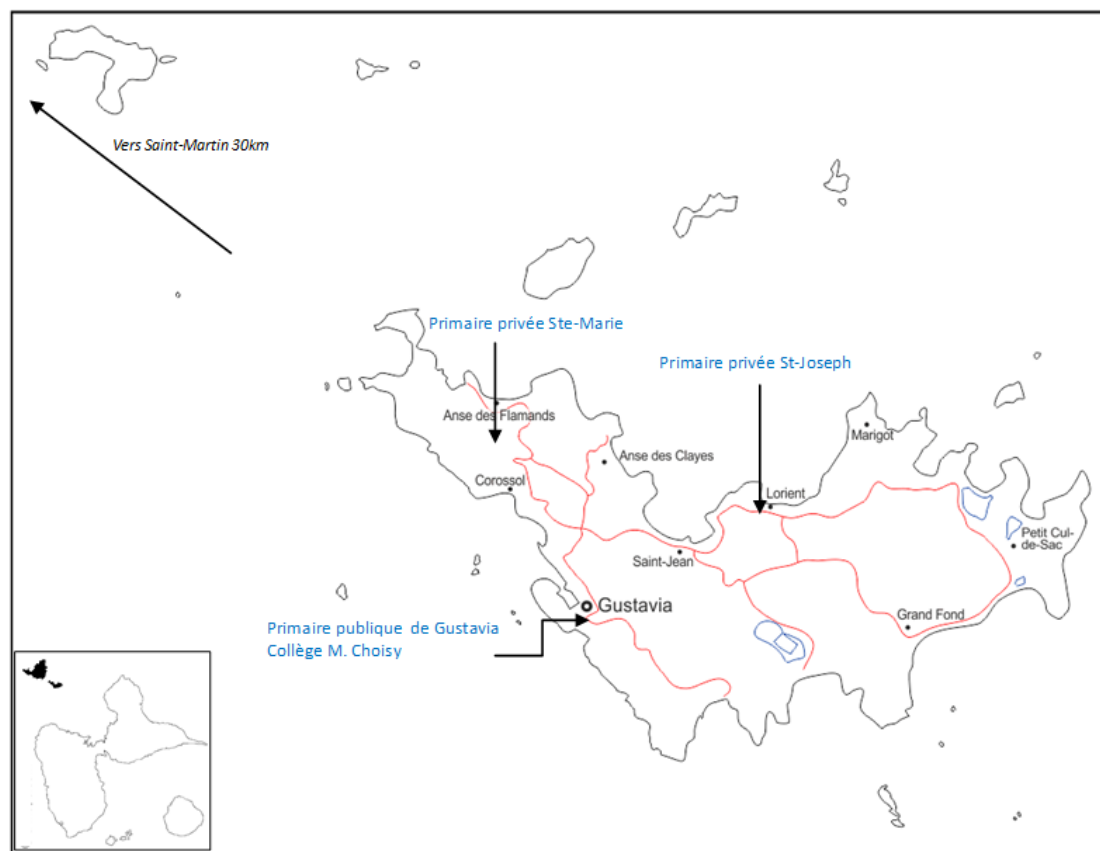 Vers Saint-Martin 30km
Primaire privée Ste-Marie
Primaire privée St-Joseph
Anse des Flamands
Marigot
Anse des Clayes
Corossol
Lorient
Petit Cul-
de-Sac
Saint-Jean
Gustavia
Grand Fond
Primaire publique de Gustavia
Collège M. Choisy